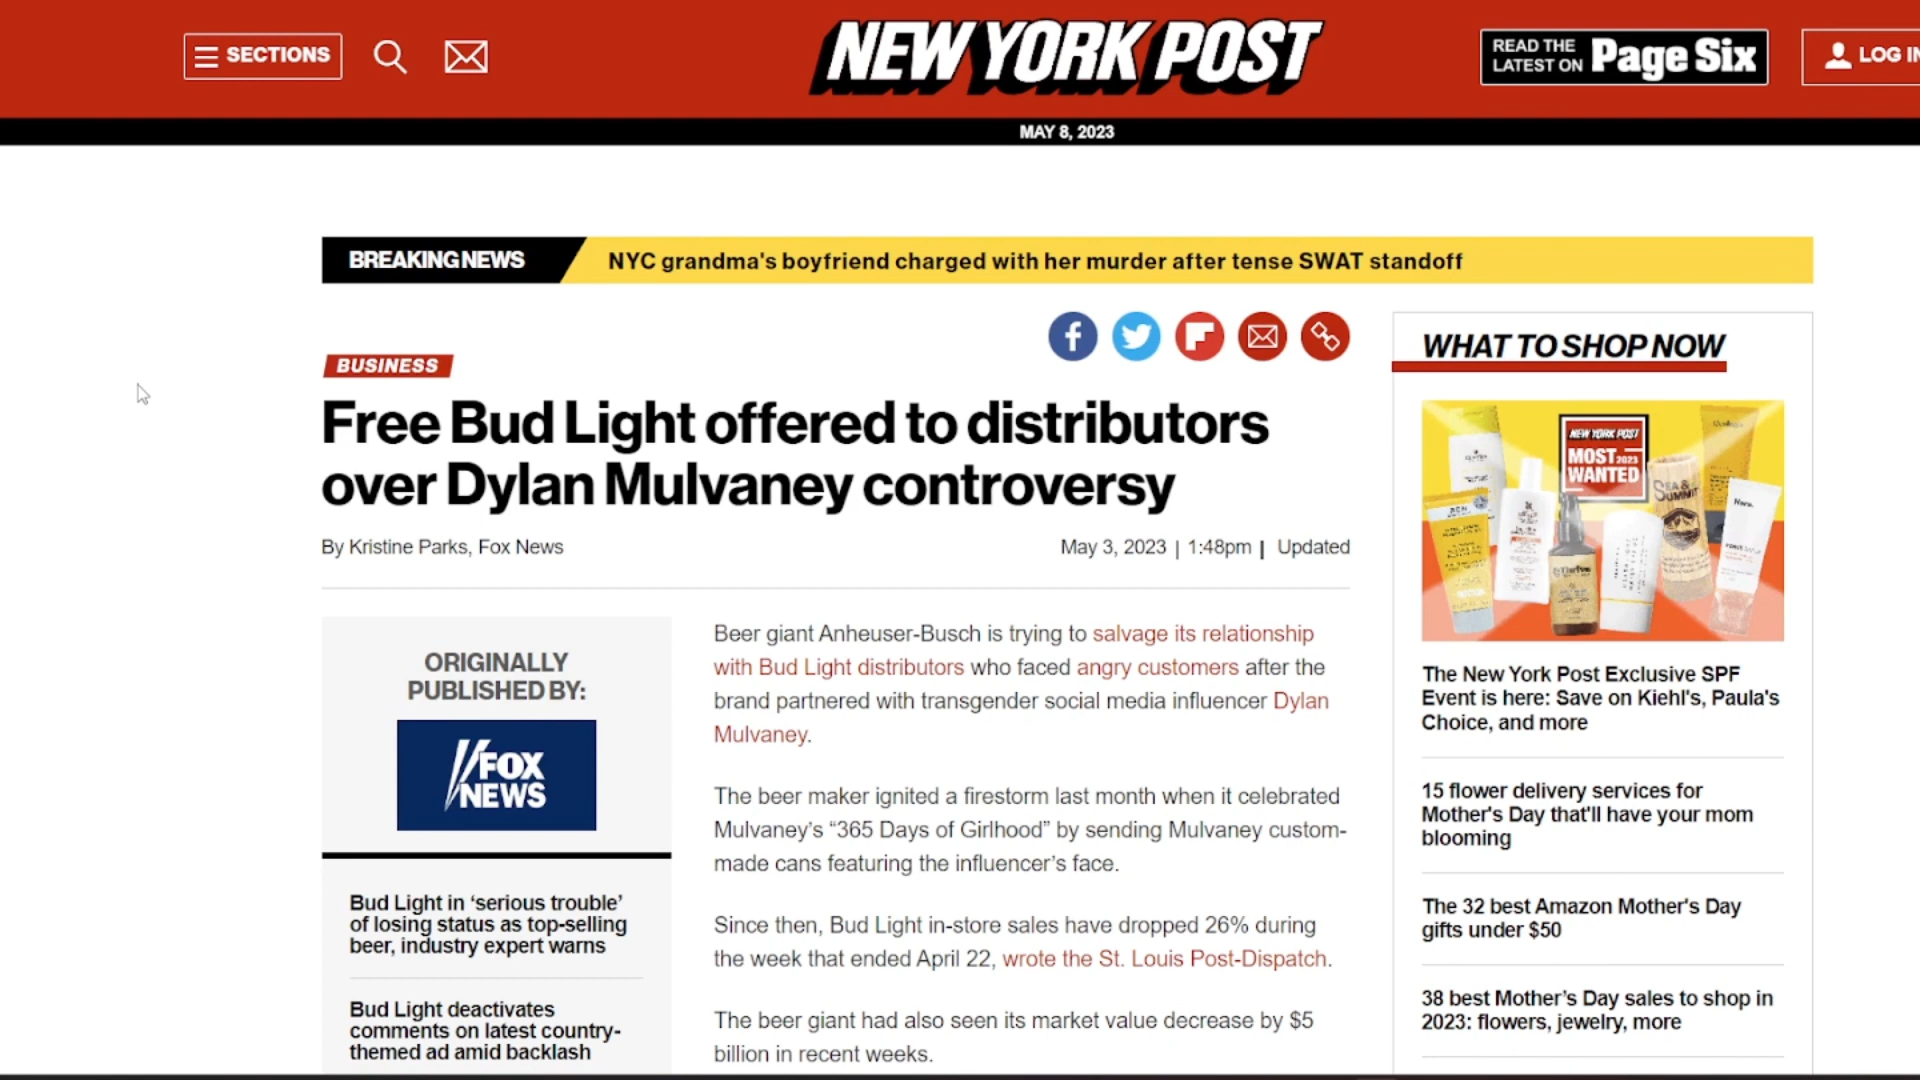 SECTIONS
NEW YORK POST
READ THE
LATEST ON
Page Six
LOG IN
MAY 8, 2023
BREAKING NEWS
NYC grandma's boyfriend charged with her murder after tense SWAT standoff
BUSINESS
Free Bud Light offered to distributors
over Dylan Mulvaney controversy
By Kristine Parks, Fox News
May 3, 2023 | 1:48pm | Updated
ORIGINALLY
PUBLISHED BY:
FOX
NEWS
Bud Light in ‘serious trouble’
of losing status as top-selling
beer, industry expert warns
Bud Light deactivates
comments on latest country-
themed ad amid backlash
Beer giant Anheuser-Busch is trying to salvage its relationship
with Bud Light distributors who faced angry customers after the
brand partnered with transgender social media influencer Dylan
Mulvaney.
The beer maker ignited a firestorm last month when it celebrated
Mulvaney’s “365 Days of Girlhood” by sending Mulvaney custom-
made cans featuring the influencer’s face.
Since then, Bud Light in-store sales have dropped 26% during
the week that ended April 22, wrote the St. Louis Post-Dispatch.
The beer giant had also seen its market value decrease by $5
billion in recent weeks.
WHAT TO SHOP NOW
NEW YORK POST
MOST 2023
WANTED
SEA &
SUMMIT
The New York Post Exclusive SPF
Event is here: Save on Kiehl's, Paula's
Choice, and more
15 flower delivery services for
Mother's Day that'll have your mom
blooming
The 32 best Amazon Mother's Day
gifts under $50
38 best Mother’s Day sales to shop in
2023: flowers, jewelry, more